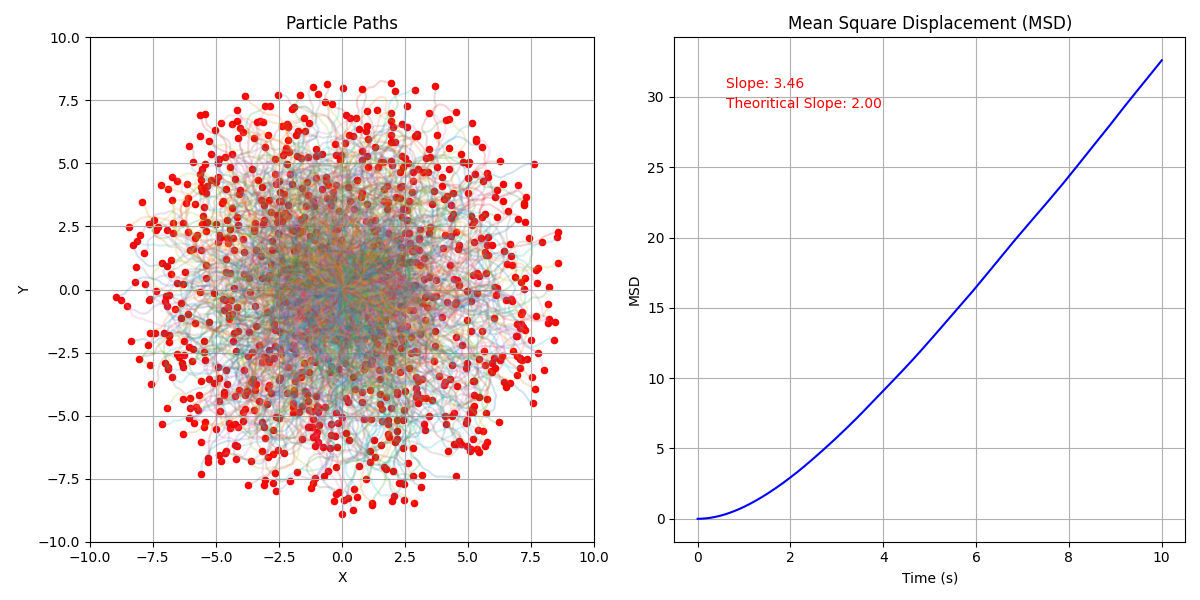 Particle Paths
10.0
7.5
5.0
2.5
0.0
−2.5
−5.0
−7.5
−10.0
Y
−10.0 −7.5 −5.0 −2.5 0.0 2.5 5.0 7.5 10.0
X
Mean Square Displacement (MSD)
Slope: 3.46
Theoritical Slope: 2.00
30
25
20
15
10
5
0
MSD
0 2 4 6 8 10
Time (s)